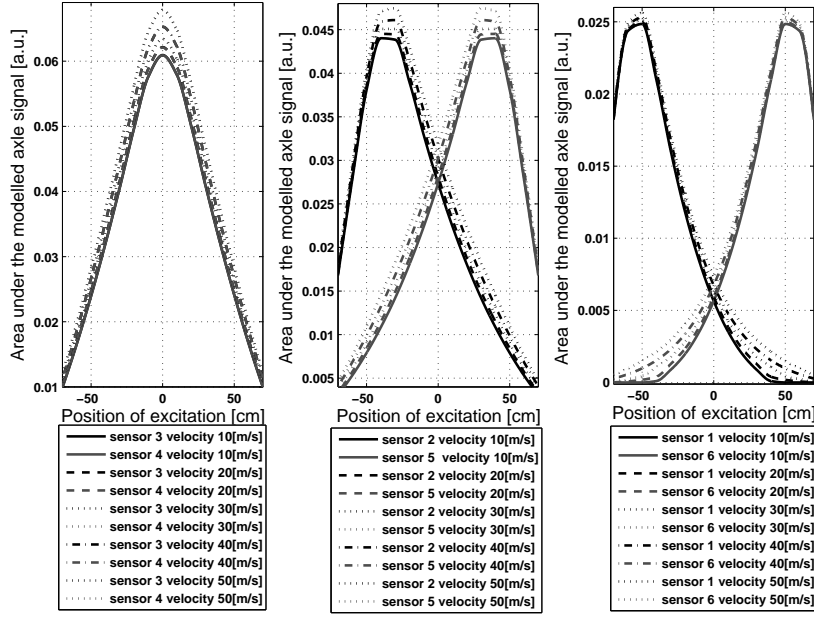 Area under the modelled axle signal [a.u.]
0.06
0.05
0.04
0.03
0.02
0.01
−50
0
50
Position of excitation [cm]
sensor 3 velocity 10[m/s]
sensor 4 velocity 10[m/s]
sensor 3 velocity 20[m/s]
sensor 4 velocity 20[m/s]
sensor 3 velocity 30[m/s]
sensor 4 velocity 30[m/s]
sensor 3 velocity 40[m/s]
sensor 4 velocity 40[m/s]
sensor 3 velocity 50[m/s]
sensor 4 velocity 50[m/s]
Area under the modelled axle signal [a.u.]
0.045
0.04
0.035
0.03
0.025
0.02
0.015
0.01
0.005
−50
0
50
Position of excitation [cm]
sensor 2 velocity 10[m/s]
sensor 5 velocity 10[m/s]
sensor 2 velocity 20[m/s]
sensor 5 velocity 20[m/s]
sensor 2 velocity 30[m/s]
sensor 5 velocity 30[m/s]
sensor 2 velocity 40[m/s]
sensor 5 velocity 40[m/s]
sensor 2 velocity 50[m/s]
sensor 5 velocity 50[m/s]
Area under the modelled axle signal [a.u.]
0.025
0.02
0.015
0.01
0.005
0
−50
0
50
Position of excitation [cm]
sensor 1 velocity 10[m/s]
sensor 6 velocity 10[m/s]
sensor 1 velocity 20[m/s]
sensor 6 velocity 20[m/s]
sensor 1 velocity 30[m/s]
sensor 6 velocity 30[m/s]
sensor 1 velocity 40[m/s]
sensor 6 velocity 40[m/s]
sensor 1 velocity 50[m/s]
sensor 6 velocity 50[m/s]